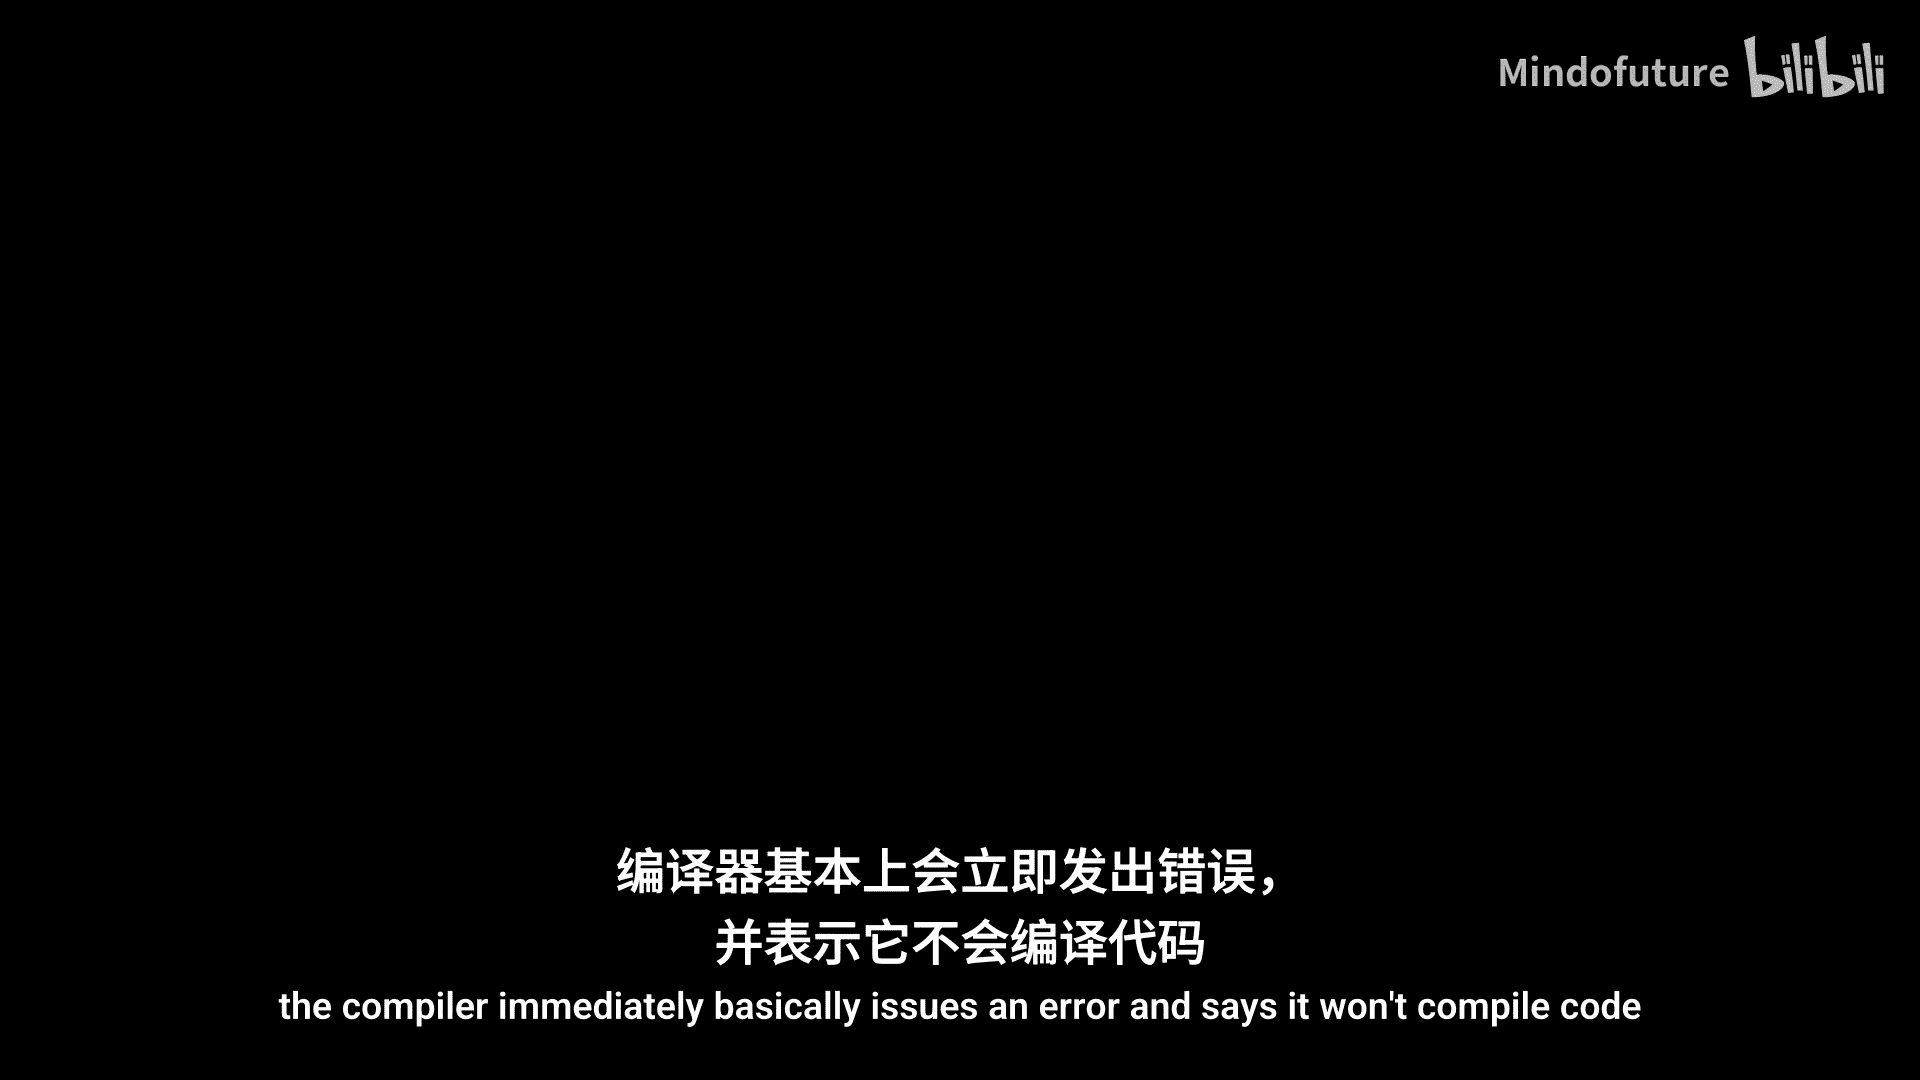 Mindofuture bilibili
编译器基本上会立即发出错误，
并表示它不会编译代码
the compiler immediately basically issues an error and says it won't compile code